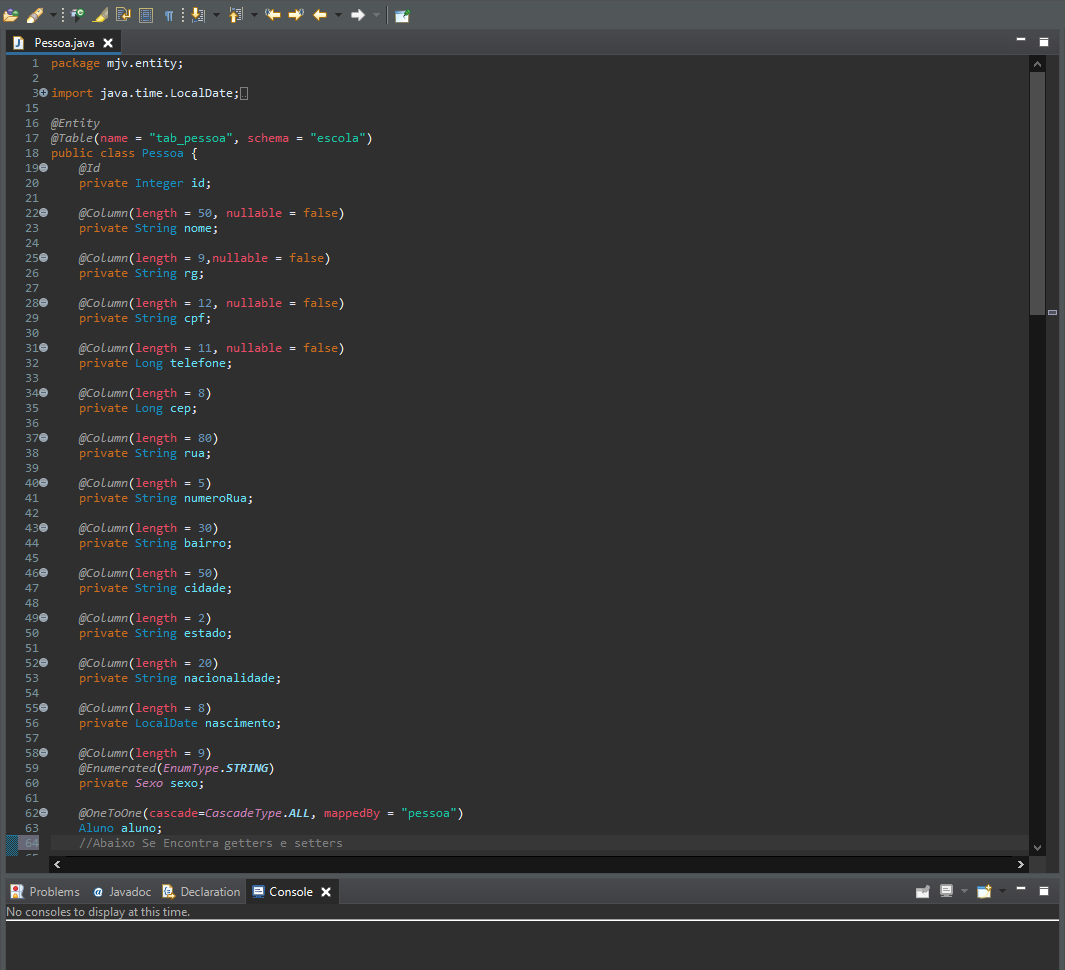 Pessoa.java
1 package mjv.entity;
2
3 import java.time.LocalDate;
15
16 @Entity
17 @Table(name = "tab_pessoa", schema = "escola")
18 public class Pessoa {
19 @Id
20 private Integer id;
21
22 @Column(length = 50, nullable = false)
23 private String nome;
24
25 @Column(length = 9,nullable = false)
26 private String rg;
27
28 @Column(length = 12, nullable = false)
29 private String cpf;
30
31 @Column(length = 11, nullable = false)
32 private Long telefone;
33
34 @Column(length = 8)
35 private Long cep;
36
37 @Column(length = 80)
38 private String rua;
39
40 @Column(length = 5)
41 private String numeroRua;
42
43 @Column(length = 30)
44 private String bairro;
45
46 @Column(length = 50)
47 private String cidade;
48
49 @Column(length = 2)
50 private String estado;
51
52 @Column(length = 20)
53 private String nacionalidade;
54
55 @Column(length = 8)
56 private LocalDate nascimento;
57
58 @Column(length = 9)
59 @Enumerated(EnumType.STRING)
60 private Sexo sexo;
61
62 @OneToOne(cascade=CascadeType.ALL, mappedBy = "pessoa")
63 Aluno aluno;
64 //Abaixo Se Encontra getters e setters
65
Problems Javadoc Declaration Console
No consoles to display at this time.